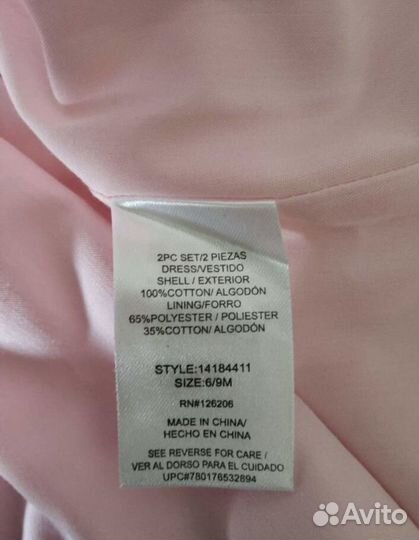 2PC SET/2 PIEZAS
DRESS/VESTIDO
SHELL / EXTERIOR
100%COTTON/ ALGODÓN
LINING/FORRO
65%POLYESTER / POLIESTER
35%COTTON/ ALGODÓN
STYLE:14184411
SIZE:6/9M
RN#126206
MADE IN CHINA/
HECHO EN CHINA
SEE REVERSE FOR CARE /
VER AL DORSO PARA EL CUIDADO
UPC#780176532894
Avito